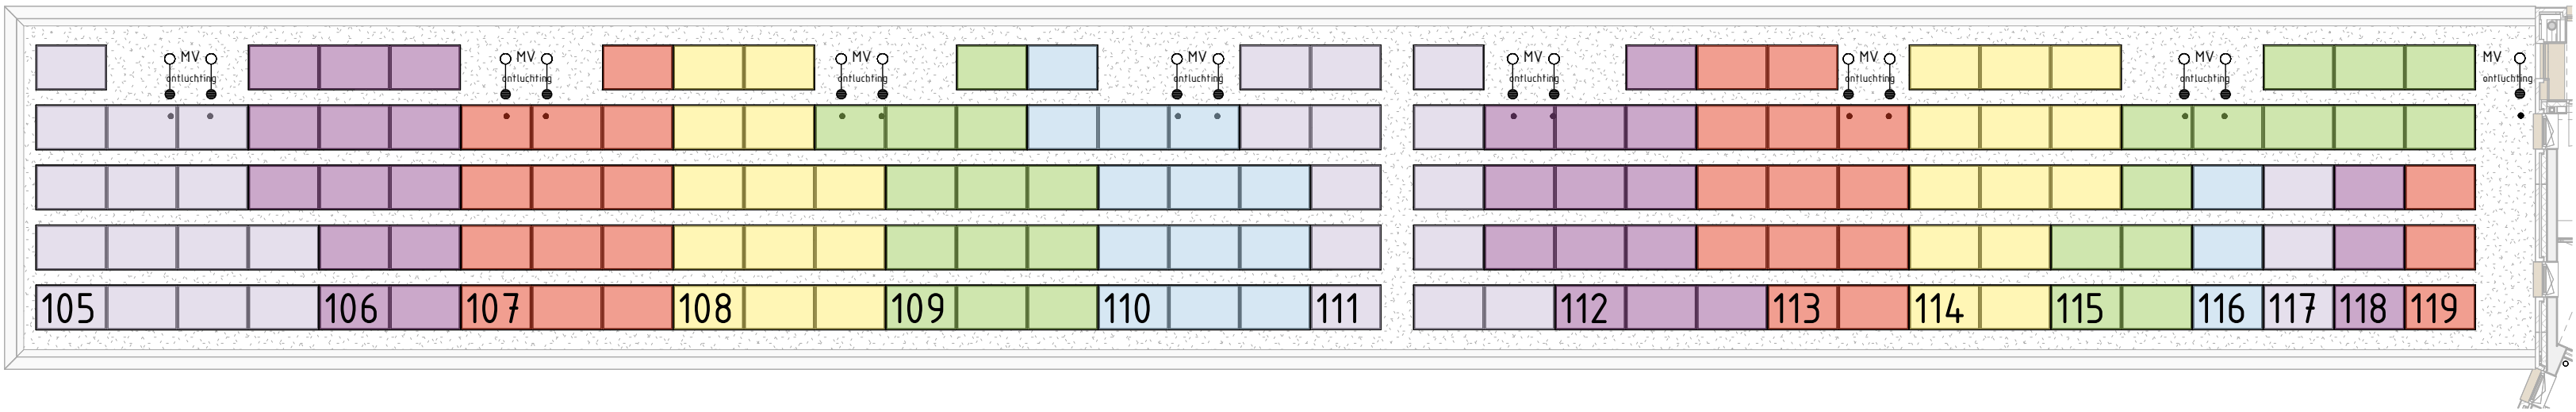 MV MV MV MV MV MV MV MV
ontluchting ontluchting ontluchting ontluchting ontluchting ontluchting ontluchting ontluchting
105 106 107 108 109 110 111 112 113 114 115 116 117 118 119